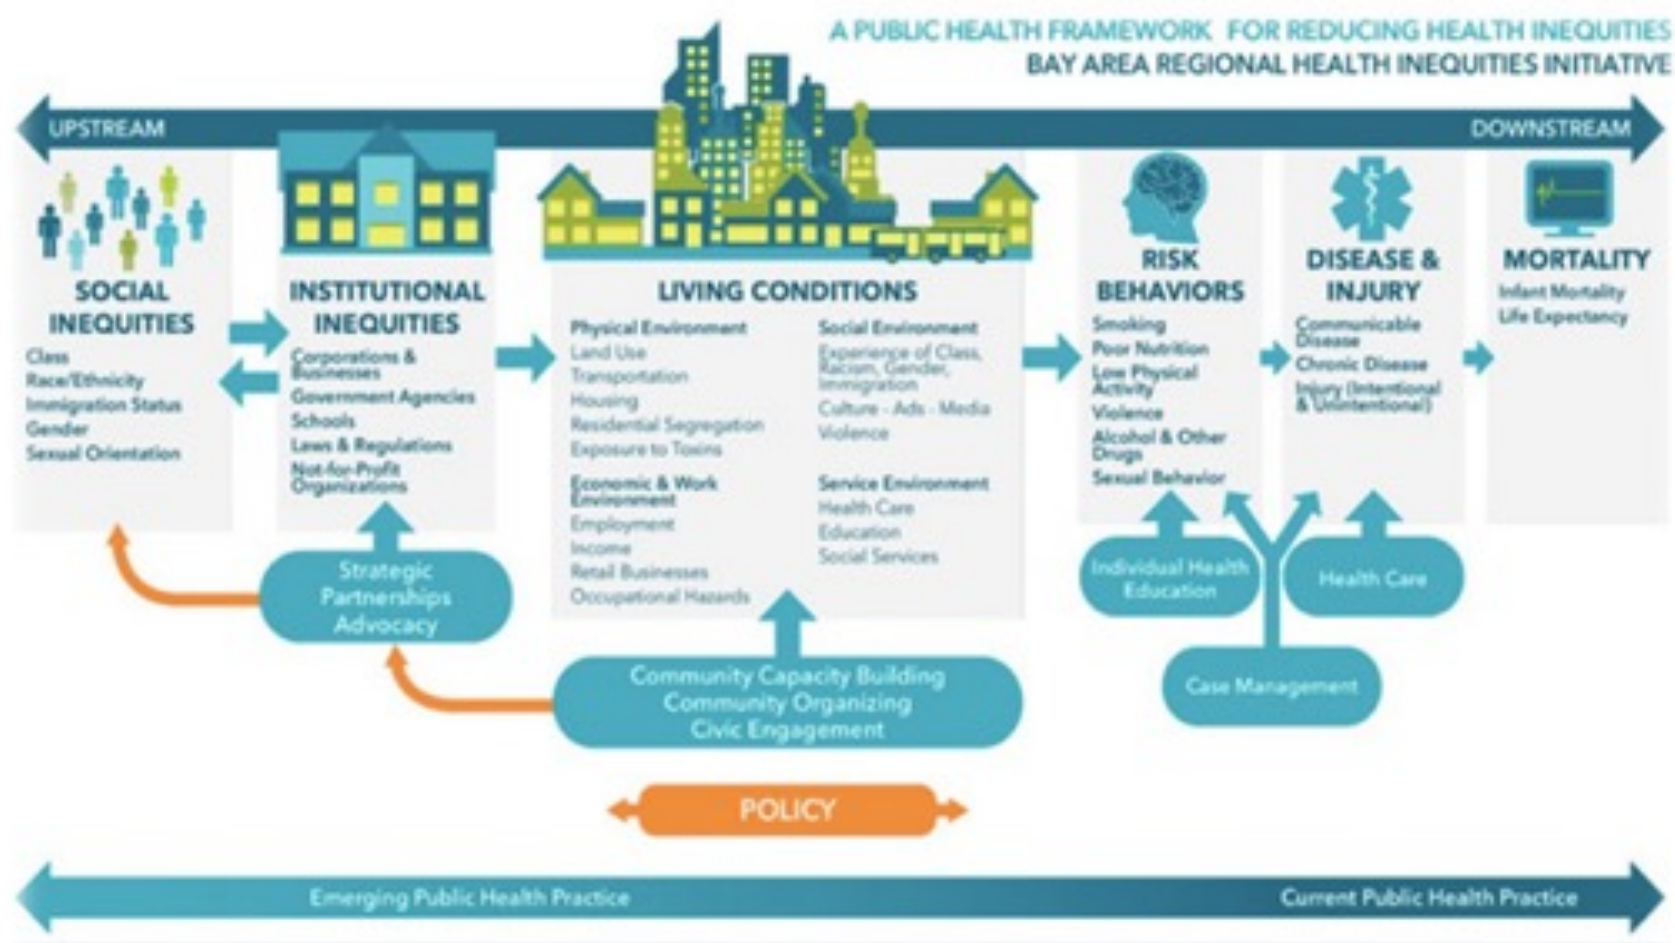 A PUBLIC HEALTH FRAMEWORK FOR REDUCING HEALTH INEQUITIES
BAY AREA REGIONAL HEALTH INEQUITIES INITIATIVE
UPSTREAM
DOWNSTREAM
SOCIAL
INEQUITIES
Class
Race/Ethnicity
Immigration Status
Gender
Sexual Orientation
INSTITUTIONAL
INEQUITIES
Corporations &
Businesses
Government Agencies
Schools
Laws & Regulations
Not-for-Profit
Organizations
LIVING CONDITIONS
Physical Environment
Land Use
Transportation
Housing
Residential Segregation
Exposure to Toxins
Economic & Work
Environment
Employment
Income
Retail Businesses
Occupational Hazards
Social Environment
Experience of Class,
Racism, Gender,
Immigration
Culture - Ads - Media
Violence
Service Environment
Health Care
Education
Social Services
RISK
BEHAVIORS
Smoking
Poor Nutrition
Low Physical
Activity
Violence
Alcohol & Other
Drugs
Sexual Behavior
DISEASE &
INJURY
Communicable
Disease
Chronic Disease
Injury (Intentional
& Unintentional)
MORTALITY
Infant Mortality
Life Expectancy
Strategic
Partnerships
Advocacy
Community Capacity Building
Community Organizing
Civic Engagement
Individual Health
Education
Health Care
Case Management
POLICY
Emerging Public Health Practice
Current Public Health Practice